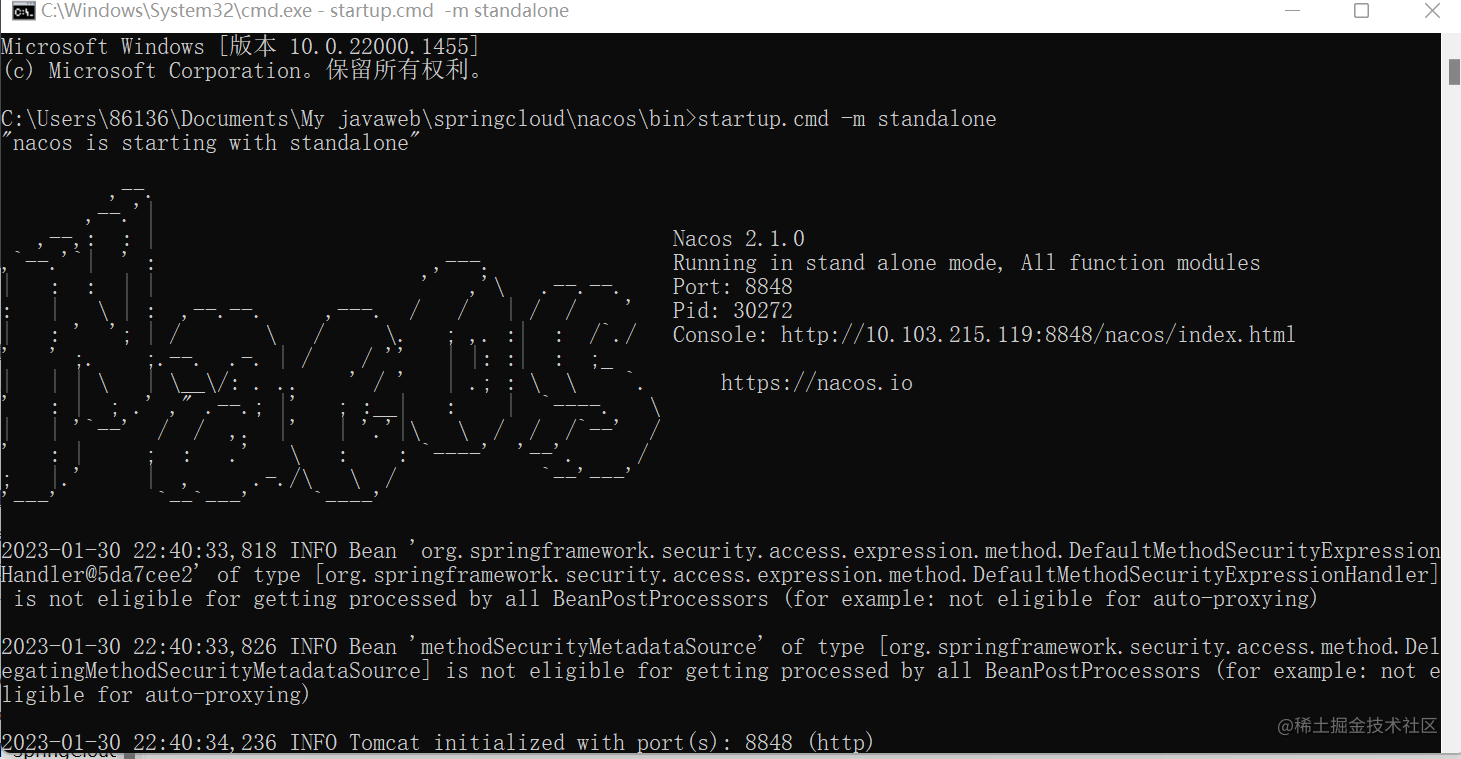 C:\Windows\System32\cmd.exe - startup.cmd -m standalone
Microsoft Windows [版本 10.0.22000.1455]
(c) Microsoft Corporation。保留所有权利。
C:\Users\86136\Documents\My javaweb\springcloud\nacos\bin>startup.cmd -m standalone
"nacos is starting with standalone"
Nacos 2.1.0
Running in stand alone mode, All function modules
Port: 8848
Pid: 30272
Console: http://10.103.215.119:8848/nacos/index.html
https://nacos.io
2023-01-30 22:40:33,818 INFO Bean 'org.springframework.security.access.expression.method.DefaultMethodSecurityExpression
Handler@5da7cee2' of type [org.springframework.security.access.expression.method.DefaultMethodSecurityExpressionHandler]
is not eligible for getting processed by all BeanPostProcessors (for example: not eligible for auto-proxying)
2023-01-30 22:40:33,826 INFO Bean 'methodSecurityMetadataSource' of type [org.springframework.security.access.method.Del
egatingMethodSecurityMetadataSource] is not eligible for getting processed by all BeanPostProcessors (for example: not e
ligible for auto-proxying)
@稀土掘金技术社区
2023-01-30 22:40:34,236 INFO Tomcat initialized with port(s): 8848 (http)